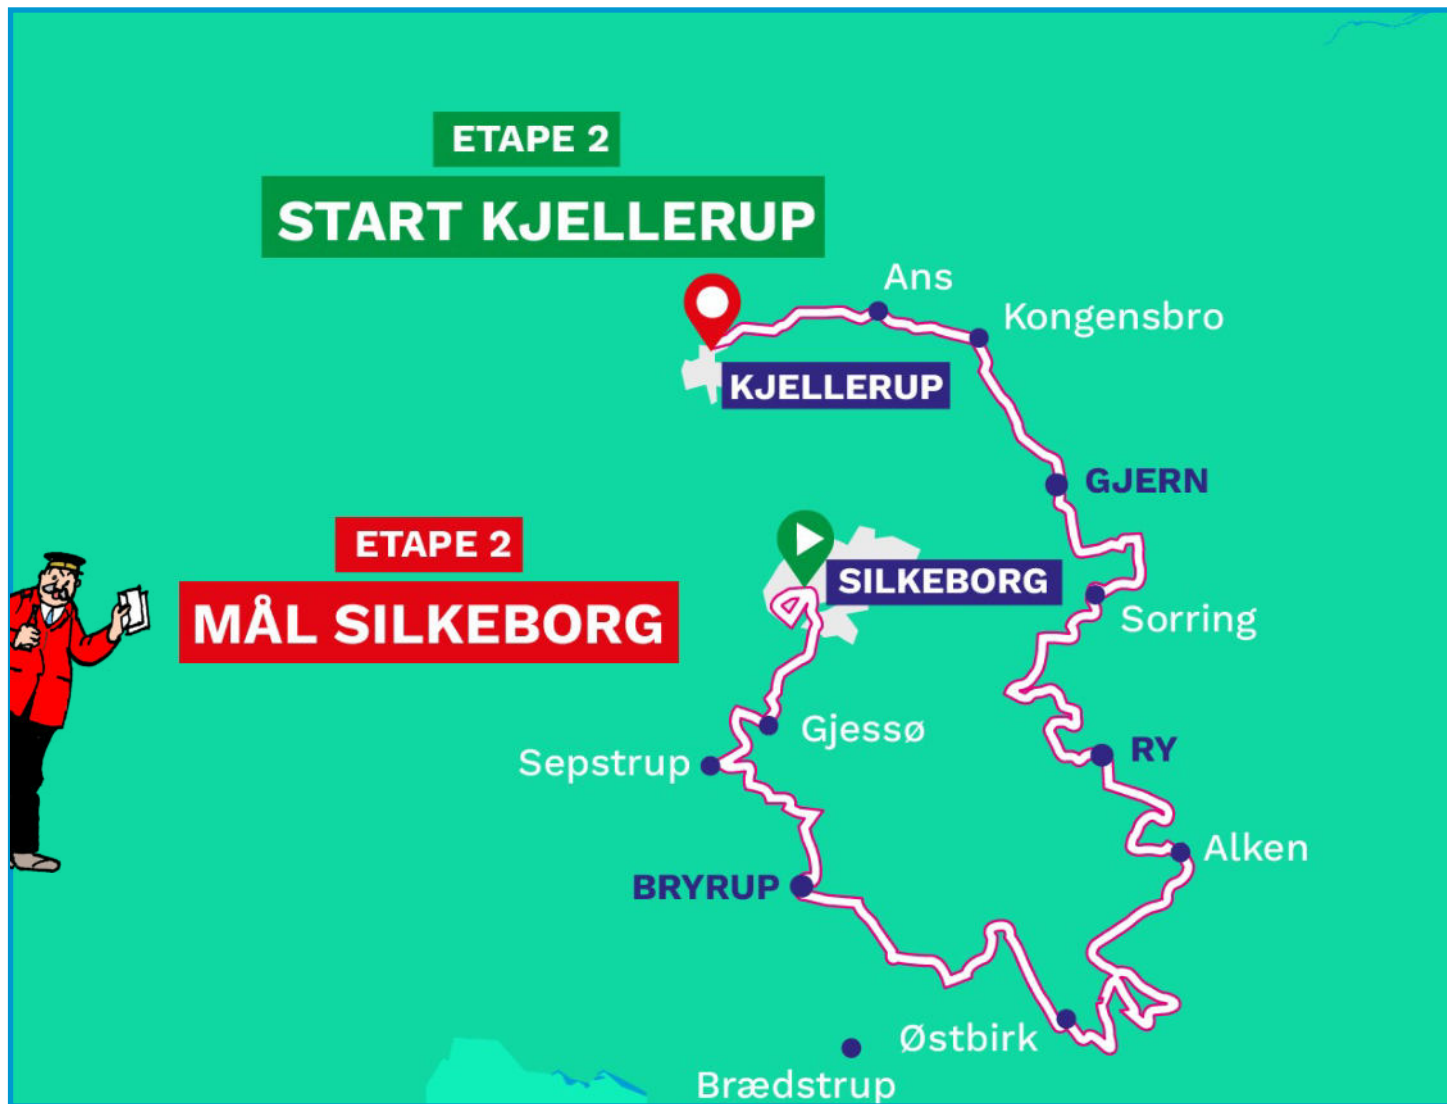 ETAPE 2
START KJELLERUP
Ans
Kongensbro
KJELLERUP
GJERN
ETAPE 2
MÅL SILKEBORG
SILKEBORG
Sorring
Gjessø
Sepstrup
RY
Alken
BRYRUP
Østbirk
Brædstrup